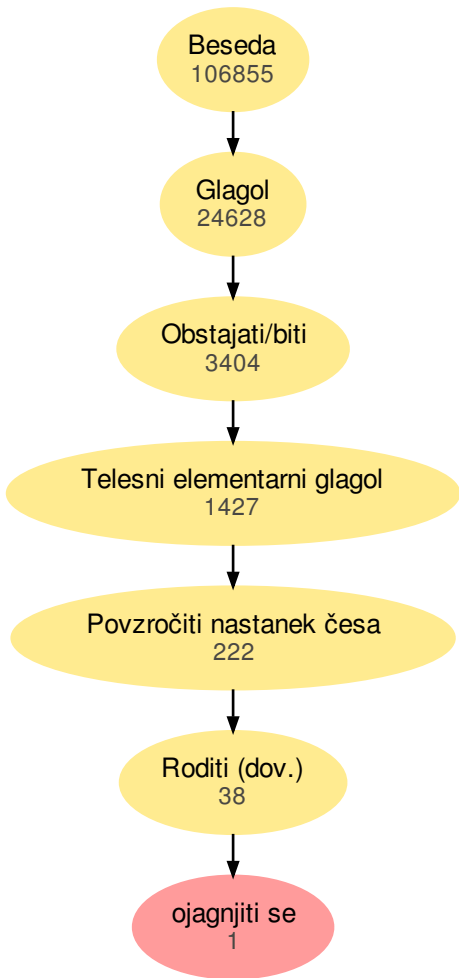 Beseda
106855
Glagol
24628
Obstajati/biti
3404
Telesni elementarni glagol
1427
Povzročiti nastanek česa
222
Roditi (dov.)
38
ojagnjiti se
1